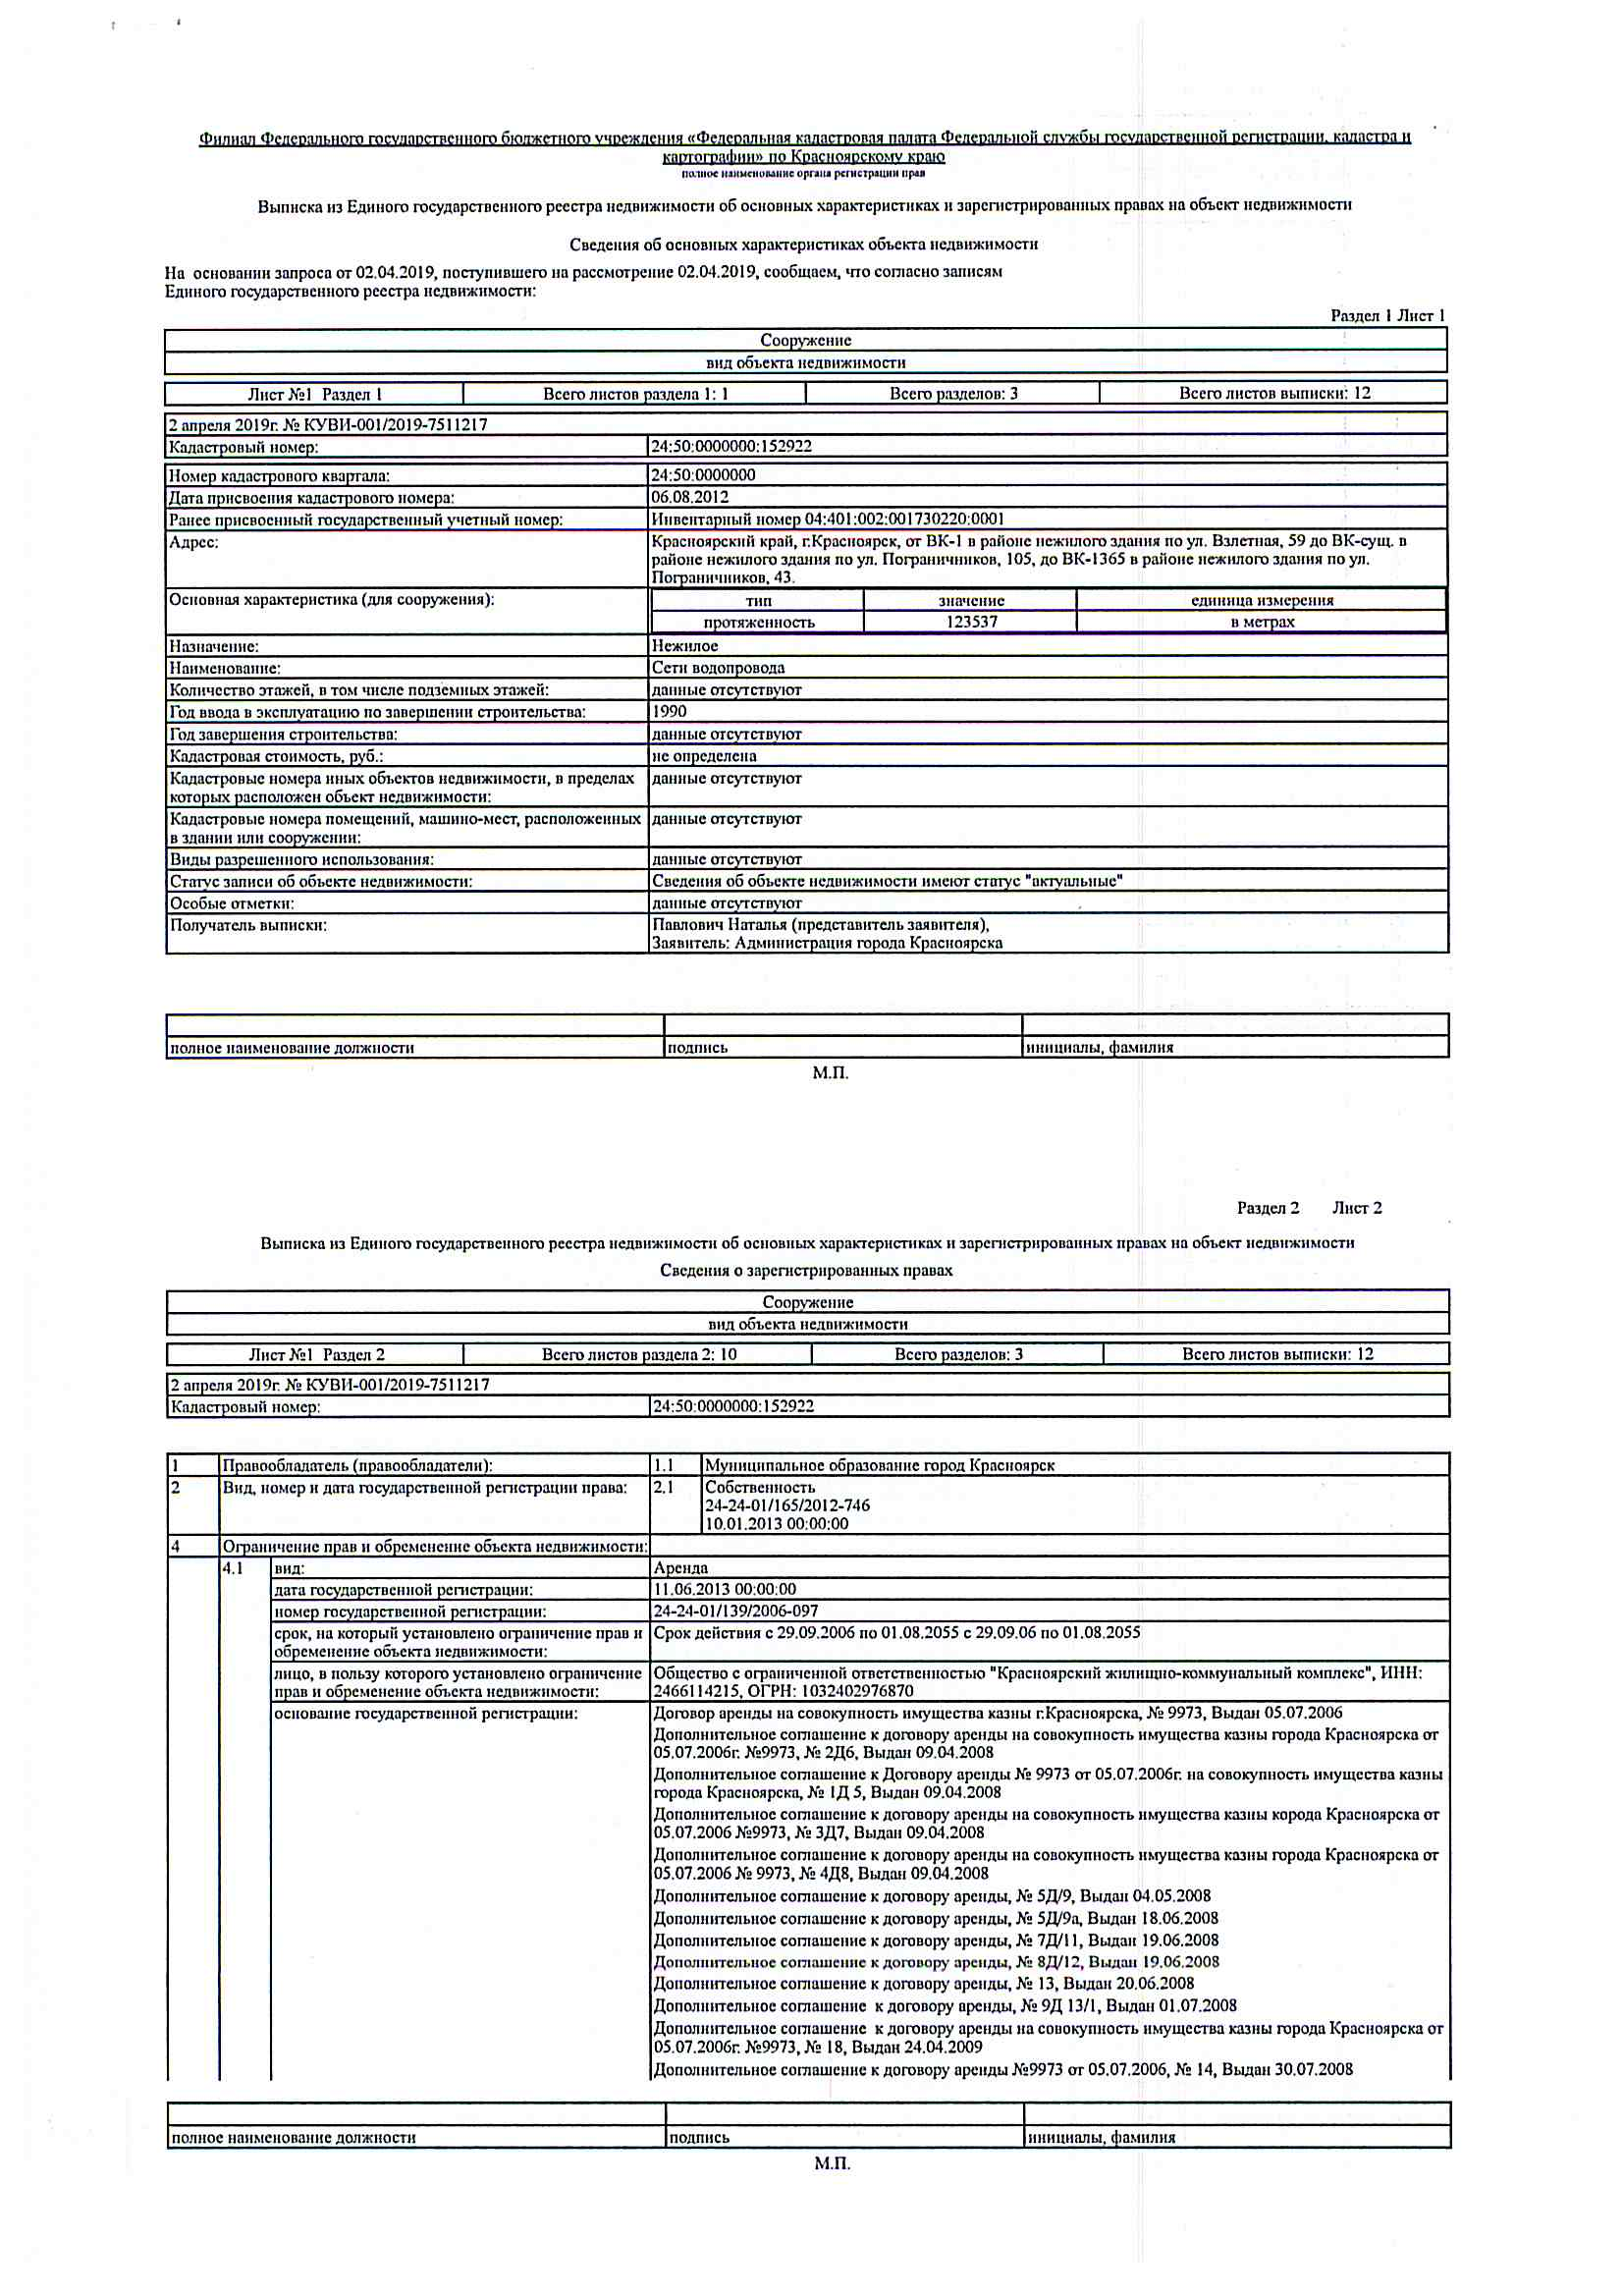 Филиал Федерального государственного бюджетного учреждения «Федеральная кадастровая палата Федеральной службы государственной регистрации, кадастра и
картографии» по Красноярскому краю
полное наименование органа регистрации прав
Выписка из Единого государственного реестра недвижимости об основных характеристиках и зарегистрированных правах на объект недвижимости
Сведения об основных характеристиках объекта недвижимости
На основании запроса от 02.04.2019, поступившего на рассмотрение 02.04.2019, сообщаем, что согласно записям
Единого государственного реестра недвижимости:
Раздел 1 Лист 1
Сооружение
вид объекта недвижимости
Лист №1 Раздел 1 Всего листов раздела 1: 1 Всего разделов: 3 Всего листов выписки: 12
2 апреля 2019г. № КУВИ-001/2019-7511217
Кадастровый номер: 24:50:0000000:152922
Номер кадастрового квартала: 24:50:0000000
Дата присвоения кадастрового номера: 06.08.2012
Ранее присвоенный государственный учетный номер: Инвентарный номер 04:401:002:001730220:0001
Адрес: Красноярский край, г.Красноярск, от ВК-1 в районе нежилого здания по ул. Взлетная, 59 до ВК-сущ. в
районе нежилого здания по ул. Пограничников, 105, до ВК-1365 в районе нежилого здания по ул.
Пограничников, 43.
Основная характеристика (для сооружения): тип значение единица измерения
протяженность 123537 в метрах
Назначение: Нежилое
Наименование: Сети водопровода
Количество этажей, в том числе подземных этажей: данные отсутствуют
Год ввода в эксплуатацию по завершении строительства: 1990
Год завершения строительства: данные отсутствуют
Кадастровая стоимость, руб.: не определена
Кадастровые номера иных объектов недвижимости, в пределах данные отсутствуют
которых расположен объект недвижимости:
Кадастровые номера помещений, машино-мест, расположенных данные отсутствуют
в здании или сооружении:
Виды разрешенного использования: данные отсутствуют
Статус записи об объекте недвижимости: Сведения об объекте недвижимости имеют статус "актуальные"
Особые отметки: данные отсутствуют
Получатель выписки: Павлович Наталья (представитель заявителя),
Заявитель: Администрация города Красноярска
полное наименование должности подпись инициалы, фамилия
М.П.
Раздел 2 Лист 2
Выписка из Единого государственного реестра недвижимости об основных характеристиках и зарегистрированных правах на объект недвижимости
Сведения о зарегистрированных правах
Сооружение
вид объекта недвижимости
Лист №1 Раздел 2 Всего листов раздела 2: 10 Всего разделов: 3 Всего листов выписки: 12
2 апреля 2019г. № КУВИ-001/2019-7511217
Кадастровый номер: 24:50:0000000:152922
1 Правообладатель (правообладатели): 1.1 Муниципальное образование город Красноярск
2 Вид, номер и дата государственной регистрации права: 2.1 Собственность
24-24-01/165/2012-746
10.01.2013 00:00:00
4 Ограничение прав и обременение объекта недвижимости:
4.1 вид: Аренда
дата государственной регистрации: 11.06.2013 00:00:00
номер государственной регистрации: 24-24-01/139/2006-097
срок, на который установлено ограничение прав и Срок действия с 29.09.2006 по 01.08.2055 с 29.09.06 по 01.08.2055
обременение объекта недвижимости:
лицо, в пользу которого установлено ограничение Общество с ограниченной ответственностью "Красноярский жилищно-коммунальный комплекс", ИНН:
прав и обременение объекта недвижимости: 2466114215, ОГРН: 1032402976870
основание государственной регистрации: Договор аренды на совокупность имущества казны г.Красноярска, № 9973, Выдан 05.07.2006
Дополнительное соглашение к договору аренды на совокупность имущества казны города Красноярска от
05.07.2006г. №9973, № 2Д6, Выдан 09.04.2008
Дополнительное соглашение к Договору аренды № 9973 от 05.07.2006г. на совокупность имущества казны
города Красноярска, № 1Д 5, Выдан 09.04.2008
Дополнительное соглашение к договору аренды на совокупность имущества казны корода Красноярска от
05.07.2006 №9973, № 3Д7, Выдан 09.04.2008
Дополнительное соглашение к договору аренды на совокупность имущества казны города Красноярска от
05.07.2006 № 9973, № 4Д8, Выдан 09.04.2008
Дополнительное соглашение к договору аренды, № 5Д/9, Выдан 04.05.2008
Дополнительное соглашение к договору аренды, № 5Д/9а, Выдан 18.06.2008
Дополнительное соглашение к договору аренды, № 7Д/11, Выдан 19.06.2008
Дополнительное соглашение к договору аренды, № 8Д/12, Выдан 19.06.2008
Дополнительное соглашение к договору аренды, № 13, Выдан 20.06.2008
Дополнительное соглашение к договору аренды, № 9Д 13/1, Выдан 01.07.2008
Дополнительное соглашение к договору аренды на совокупность имущества казны города Красноярска от
05.07.2006г. №9973, № 18, Выдан 24.04.2009
Дополнительное соглашение к договору аренды №9973 от 05.07.2006, № 14, Выдан 30.07.2008
полное наименование должности подпись инициалы, фамилия
М.П.